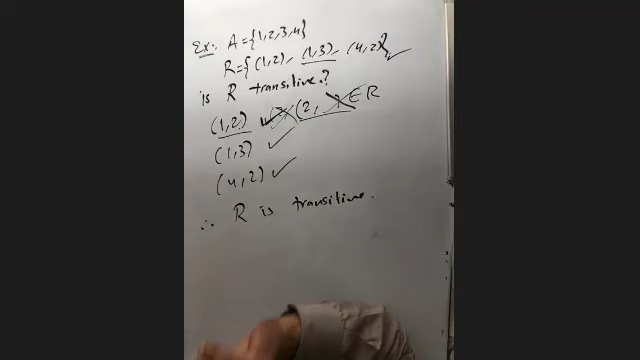 Ex: A={1,2,3,4}
R={(1,2), (1,3), (4,2)}
is R transitive?
(1,2) (2, ∈ R
(1,3) ✓
(4,2) ✓
∴ R is transitive.